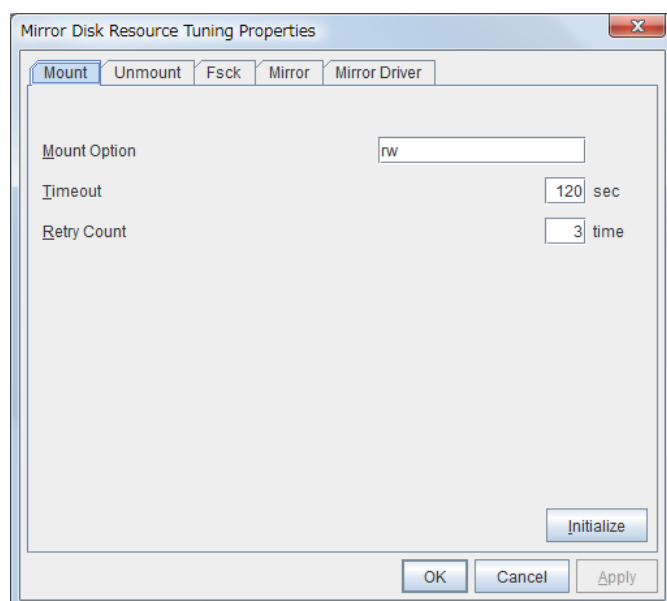 Mirror Disk Resource Tuning Properties
Mount Unmount Fsck Mirror Mirror Driver
Mount Option rw
Timeout 120 sec
Retry Count 3 time
Initialize
OK Cancel Apply